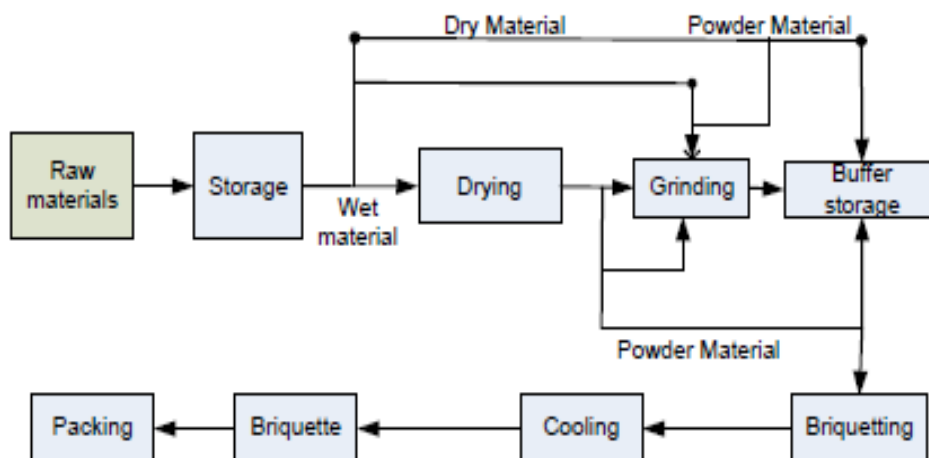 Dry Material
Powder Material
Raw
materials
Storage
Wet
material
Drying
Grinding
Buffer
storage
Powder Material
Packing
Briquette
Cooling
Briquetting